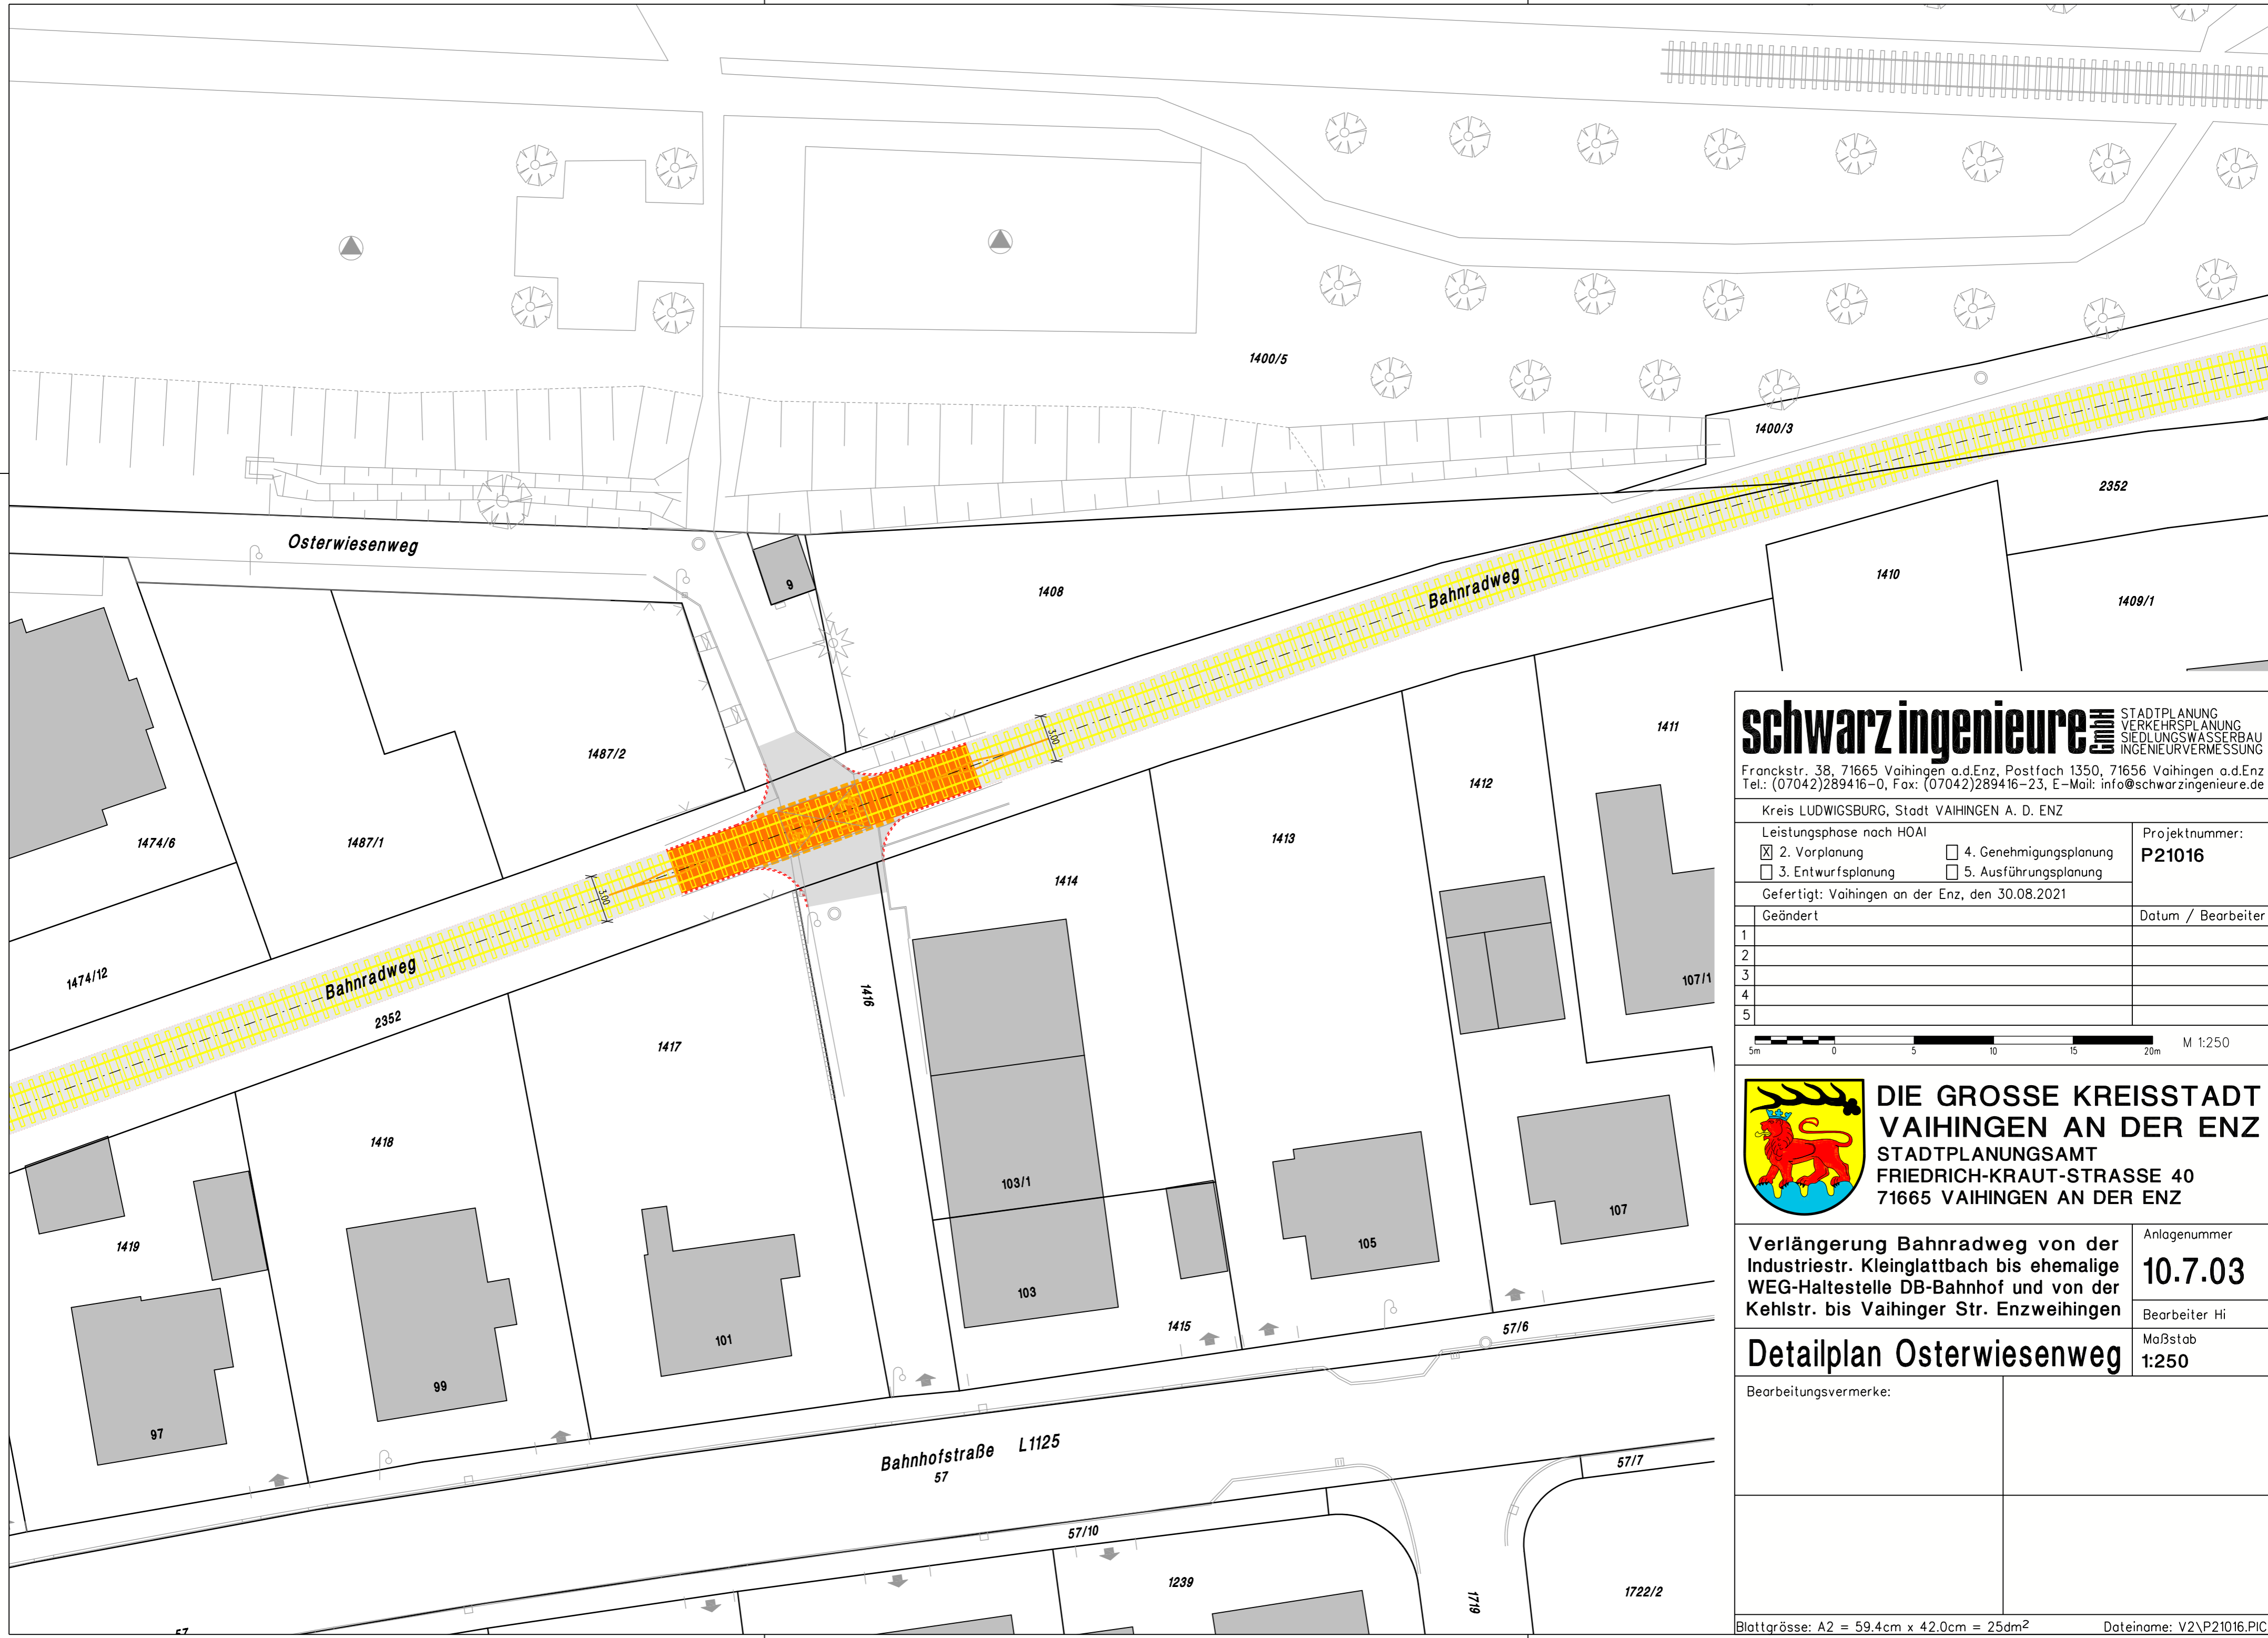 1400/5
1400/3
2352
Osterwiesenweg
9
1408
Bahnradweg
1410
1409/1
1487/2
3.00
1411
1412
1474/6
1487/1
1413
1414
3.00
1474/12
Bahnradweg
2352
1416
107/1
1417
1418
103/1
107
1419
105
103
101
1415
57/6
99
97
Bahnhofstraße L1125
57
57/7
57/10
1239
1719
1722/2
57
schwarz ingenieure GmbH
STADTPLANUNG
VERKEHRSPLANUNG
SIEDLUNGSWASSERBAU
INGENIEURVERMESSUNG
Franckstr. 38, 71665 Vaihingen a.d.Enz, Postfach 1350, 71656 Vaihingen a.d.Enz
Tel.: (07042)289416-0, Fax: (07042)289416-23, E-Mail: info@schwarzingenieure.de
Kreis LUDWIGSBURG, Stadt VAIHINGEN A. D. ENZ
Leistungsphase nach HOAI
X 2. Vorplanung
4. Genehmigungsplanung
3. Entwurfsplanung
5. Ausführungsplanung
Projektnummer:
P21016
Gefertigt: Vaihingen an der Enz, den 30.08.2021
Geändert
Datum / Bearbeiter
1
2
3
4
5
5m 0 5 10 15 20m
M 1:250
DIE GROSSE KREISSTADT
VAIHINGEN AN DER ENZ
STADTPLANUNGSAMT
FRIEDRICH-KRAUT-STRASSE 40
71665 VAIHINGEN AN DER ENZ
Verlängerung Bahnradweg von der
Industriestr. Kleinglattbach bis ehemalige
WEG-Haltestelle DB-Bahnhof und von der
Kehlstr. bis Vaihinger Str. Enzweihingen
Anlagenummer
10.7.03
Bearbeiter Hi
Detailplan Osterwiesenweg
Maßstab
1:250
Bearbeitungsvermerke:
Blattgrösse: A2 = 59.4cm x 42.0cm = 25dm²
Dateiname: V2\P21016.PIC